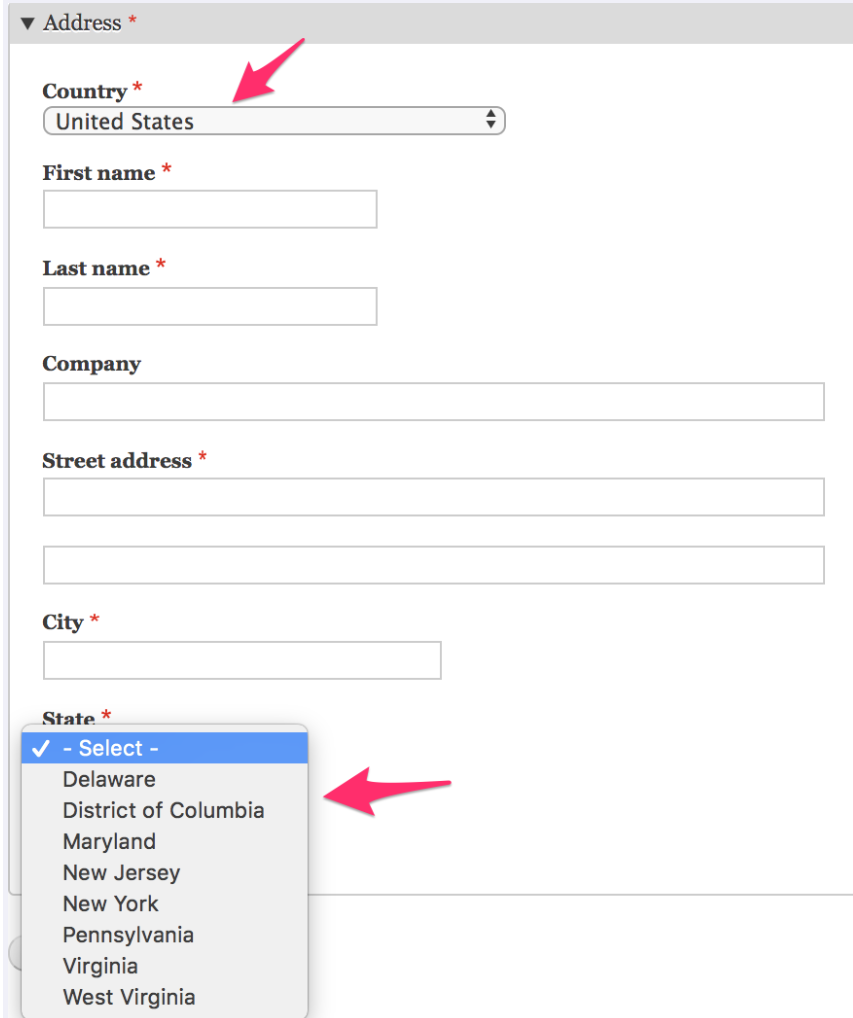 ▼ Address *
Country *
United States
First name *
Last name *
Company
Street address *
City *
State *
✓ - Select -
Delaware
District of Columbia
Maryland
New Jersey
New York
Pennsylvania
Virginia
West Virginia